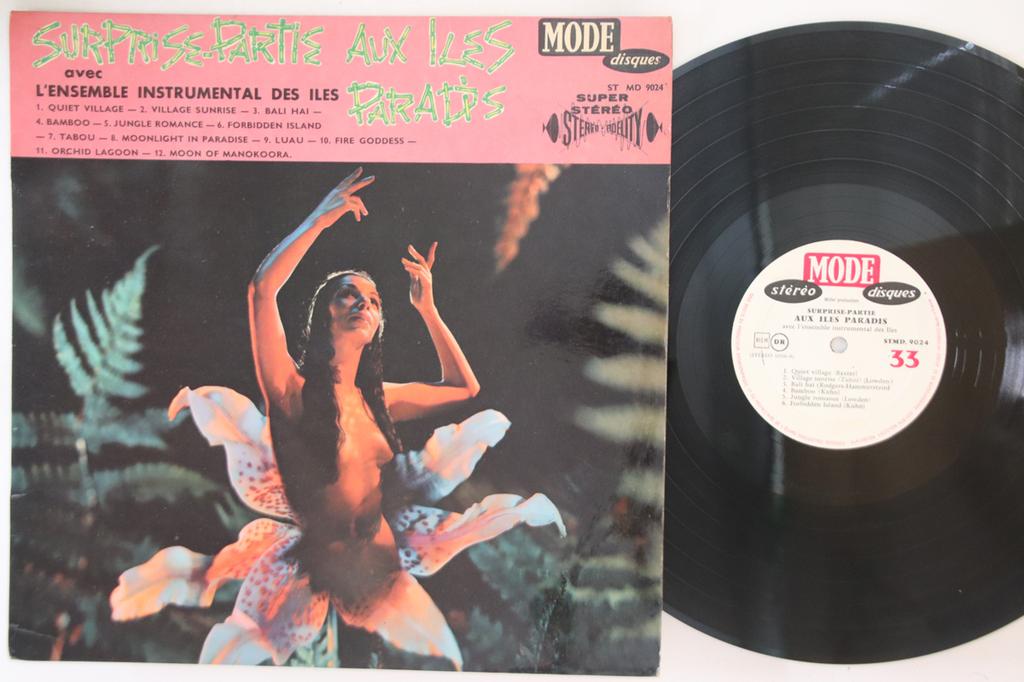 SURPRISE-PARTIE AUX ILES
PARADIS
avec
L'ENSEMBLE INSTRUMENTAL DES ILES
1. QUIET VILLAGE — 2. VILLAGE SUNRISE — 3. BALI HAI —
4. BAMBOO — 5. JUNGLE ROMANCE — 6. FORBIDDEN ISLAND
— 7. TABOU — 8. MOONLIGHT IN PARADISE — 9. LUAU — 10. FIRE GODDESS —
11. ORCHID LAGOON — 12. MOON OF MANOKOORA.
MODE
disques
ST MD 9024
SUPER
STÉRÉO
STEREO-FIDELITY
MODE
stéréo disques
SURPRISE-PARTIE
AUX ILES PARADIS
avec l'ensemble instrumental des Iles
DR
STMD. 9024
33
1. Quiet village (Baxter)
2. Village sunrise (Lowden)
3. Bali hai (Rodgers-Hammerstein)
4. Bamboo (Kuhn)
5. Jungle romance (Lowden)
6. Forbidden Island (Kuhn)